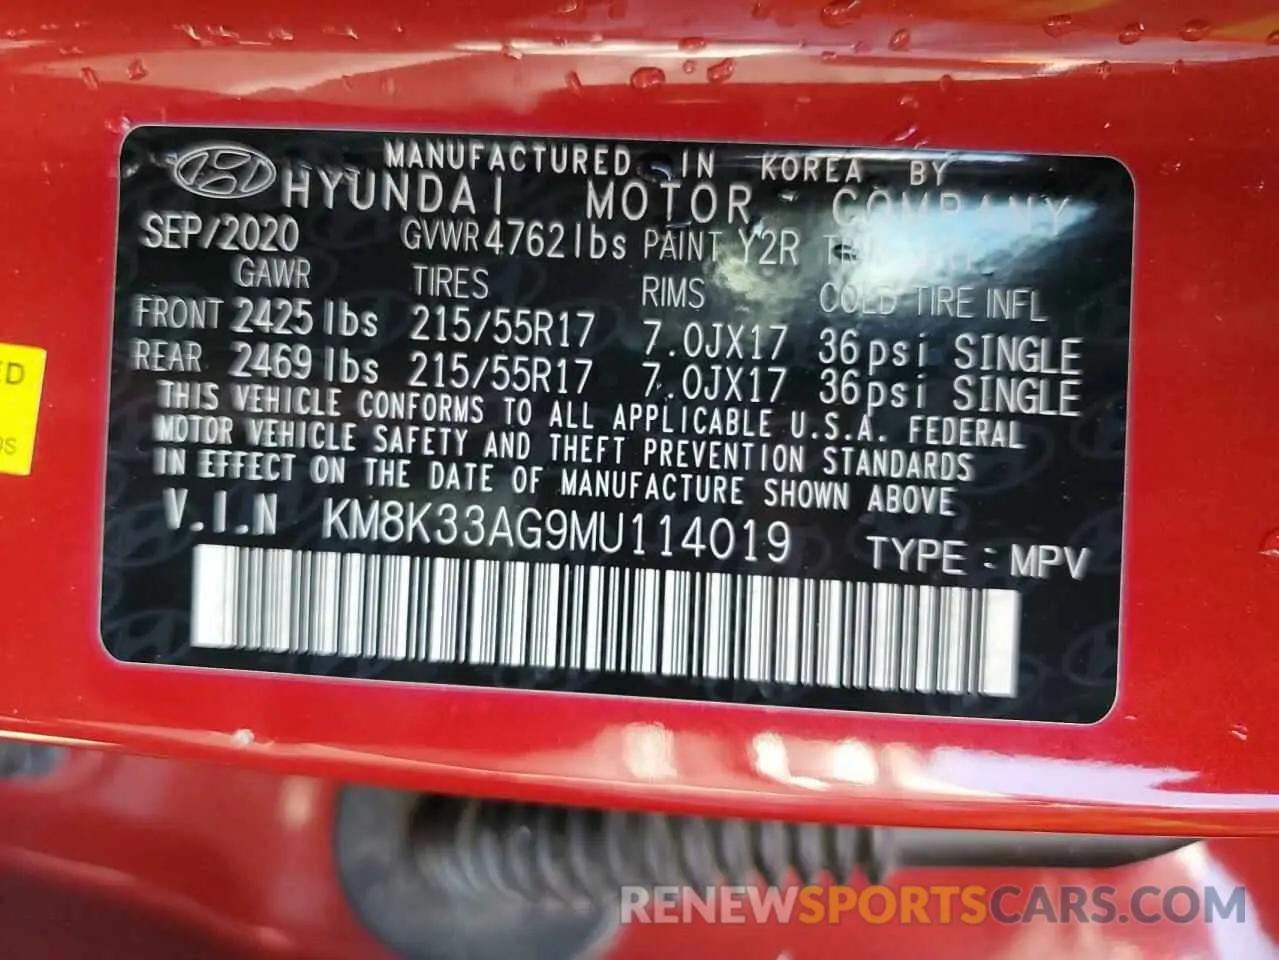 MANUFACTURED IN KOREA BY
HYUNDAI MOTOR COMPANY
SEP/2020 GVWR 4762lbs PAINT Y2R
GAWR TIRES RIMS COLD TIRE INFL
FRONT 2425 lbs 215/55R17 7.0JX17 36psi SINGLE
REAR 2469 lbs 215/55R17 7.0JX17 36psi SINGLE
THIS VEHICLE CONFORMS TO ALL APPLICABLE U.S.A. FEDERAL
MOTOR VEHICLE SAFETY AND THEFT PREVENTION STANDARDS
IN EFFECT ON THE DATE OF MANUFACTURE SHOWN ABOVE
V.I.N KM8K33AG9MU114019 TYPE : MPV
RENEWSPORTSCARS.COM